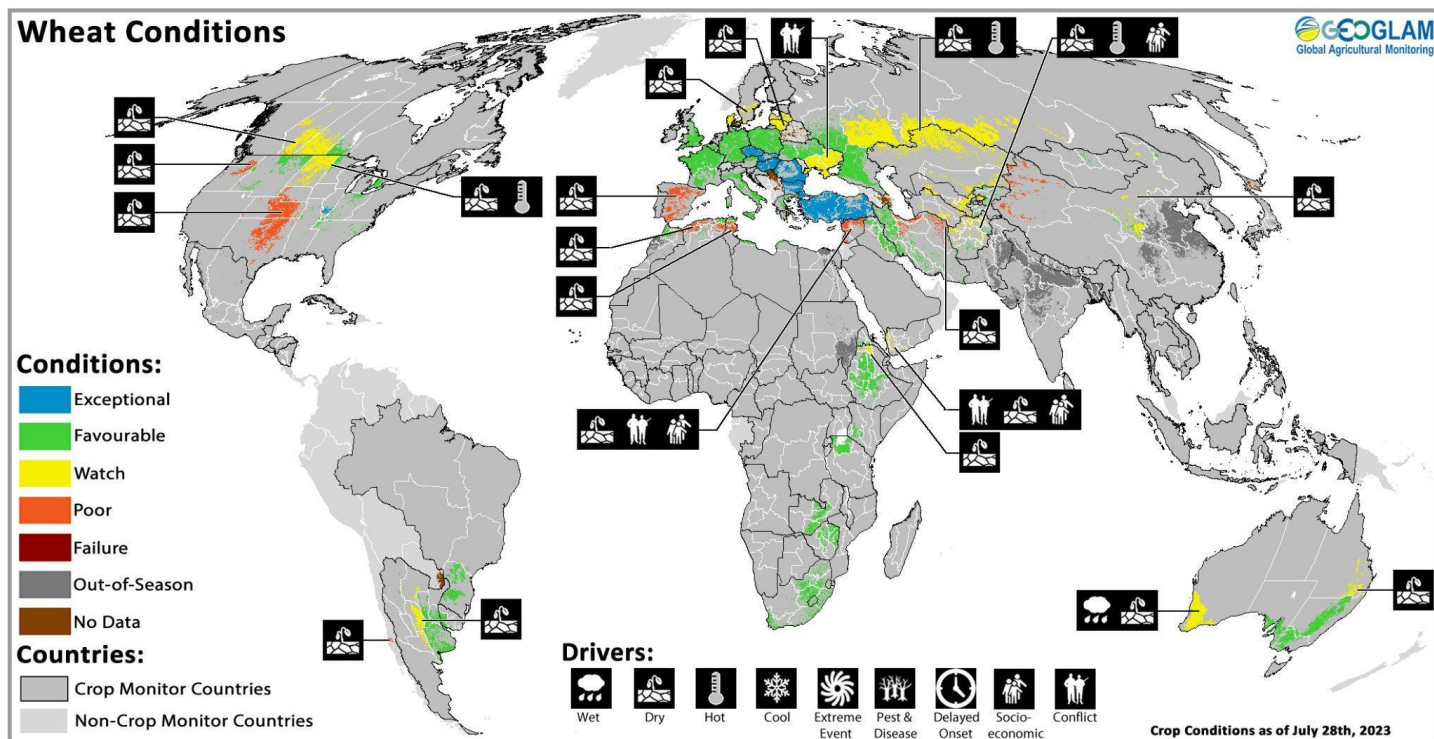 Wheat Conditions
GEOGLAM
Global Agricultural Monitoring
Conditions:
Exceptional
Favourable
Watch
Poor
Failure
Out-of-Season
No Data
Countries:
Crop Monitor Countries
Non-Crop Monitor Countries
Drivers:
Wet
Dry
Hot
Cool
Extreme
Event
Pest &
Disease
Delayed
Onset
Socio-
economic
Conflict
Crop Conditions as of July 28th, 2023